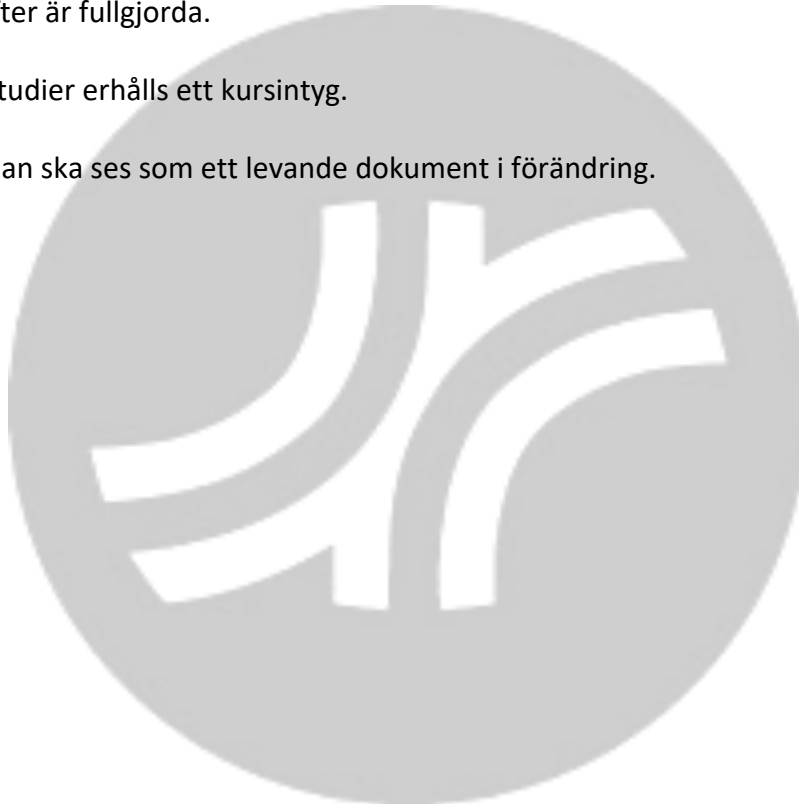 ter är fullgjorda.
tudier erhålls ett kursintyg.
an ska ses som ett levande dokument i förändring.